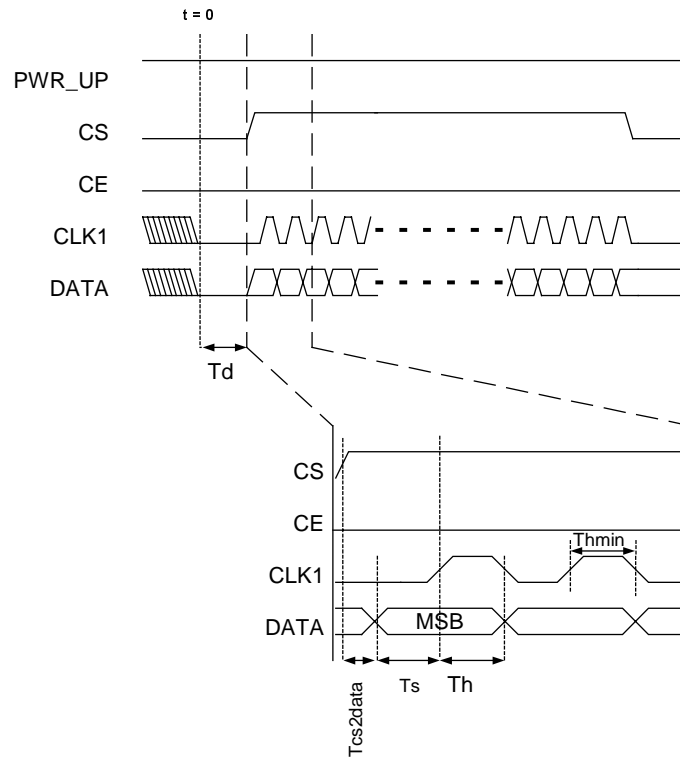 t = 0
PWR_UP
CS
CE
CLK1
DATA
Td
CS
CE
Thmin
CLK1
DATA
MSB
Tcs2data
Ts
Th